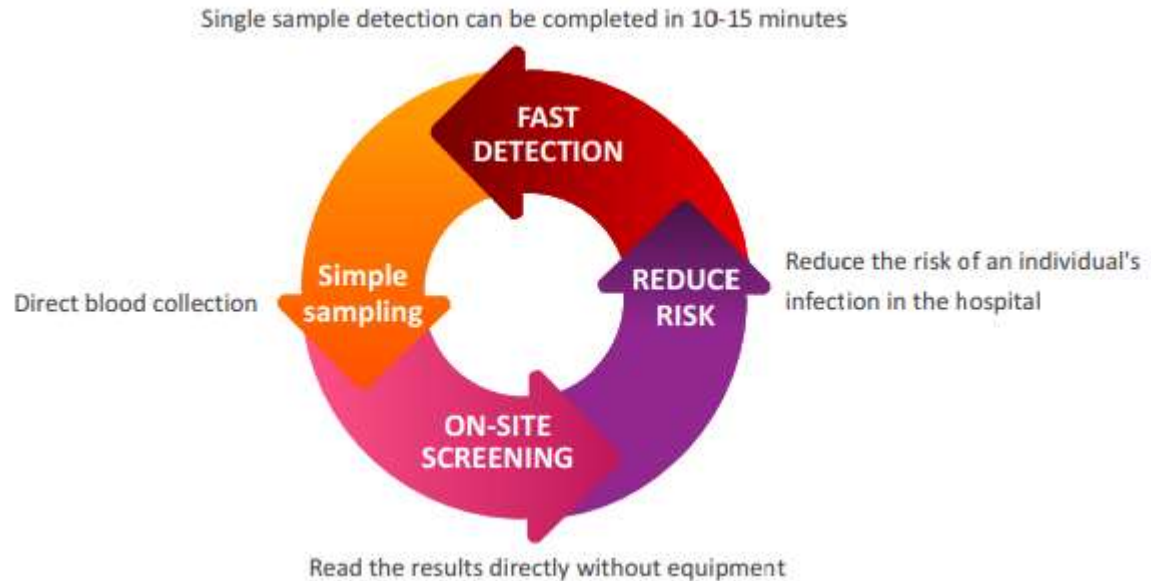 Single sample detection can be completed in 10-15 minutes
FAST
DETECTION
Simple
sampling
Direct blood collection
REDUCE
RISK
Reduce the risk of an individual's
infection in the hospital
ON-SITE
SCREENING
Read the results directly without equipment